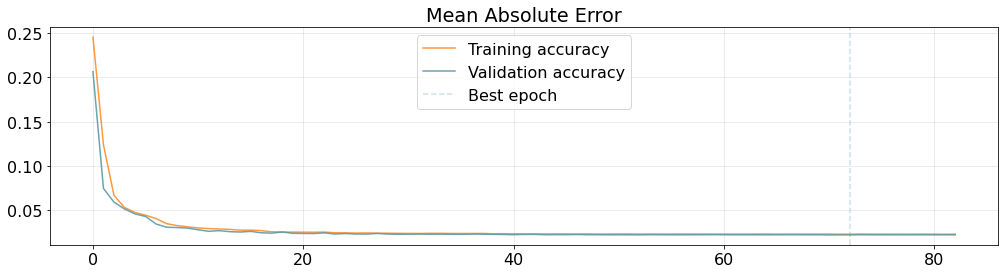 Mean Absolute Error
0.25
0.20
0.15
0.10
0.05
Training accuracy
Validation accuracy
Best epoch
0 20 40 60 80